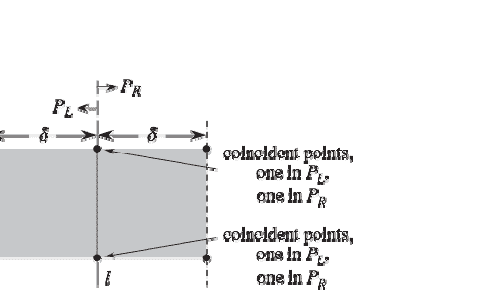 P_R
P_L
δ δ
coincident points,
one in P_L,
one in P_R
coincident points,
one in P_L,
one in P_R
l